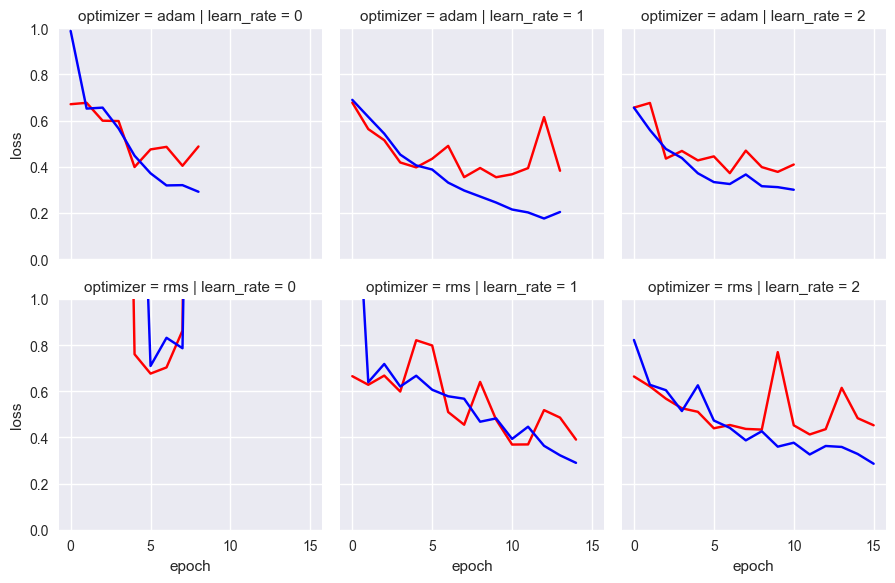 optimizer = adam | learn_rate = 0
optimizer = adam | learn_rate = 1
optimizer = adam | learn_rate = 2
1.0
0.8
0.6
0.4
0.2
0.0
loss
optimizer = rms | learn_rate = 0
optimizer = rms | learn_rate = 1
optimizer = rms | learn_rate = 2
1.0
0.8
0.6
0.4
0.2
0.0
loss
0 5 10 15
0 5 10 15
0 5 10 15
epoch
epoch
epoch